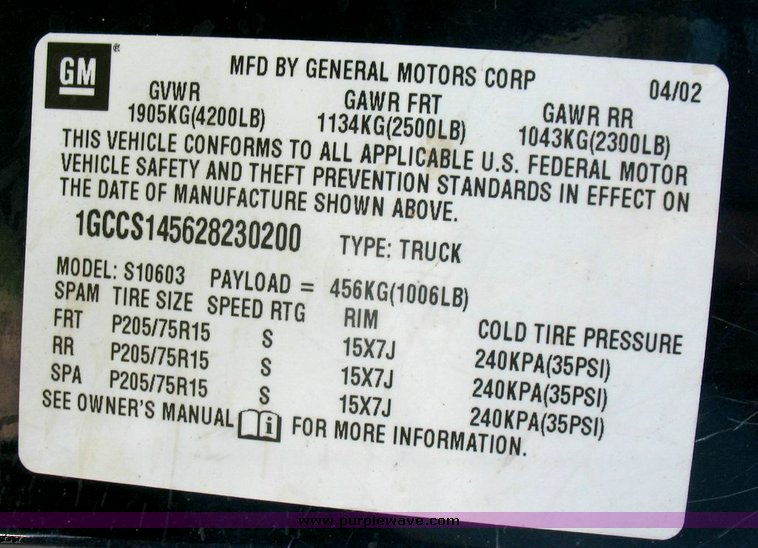 GM ®
MFD BY GENERAL MOTORS CORP 04/02
GVWR GAWR FRT GAWR RR
1905KG(4200LB) 1134KG(2500LB) 1043KG(2300LB)
THIS VEHICLE CONFORMS TO ALL APPLICABLE U.S. FEDERAL MOTOR
VEHICLE SAFETY AND THEFT PREVENTION STANDARDS IN EFFECT ON
THE DATE OF MANUFACTURE SHOWN ABOVE.
1GCCS145628230200 TYPE: TRUCK
MODEL: S10603 PAYLOAD = 456KG(1006LB)
SPAM TIRE SIZE SPEED RTG RIM COLD TIRE PRESSURE
FRT P205/75R15 S 15X7J 240KPA(35PSI)
RR P205/75R15 S 15X7J 240KPA(35PSI)
SPA P205/75R15 S 15X7J 240KPA(35PSI)
SEE OWNER'S MANUAL i FOR MORE INFORMATION.
www.purplewave.com